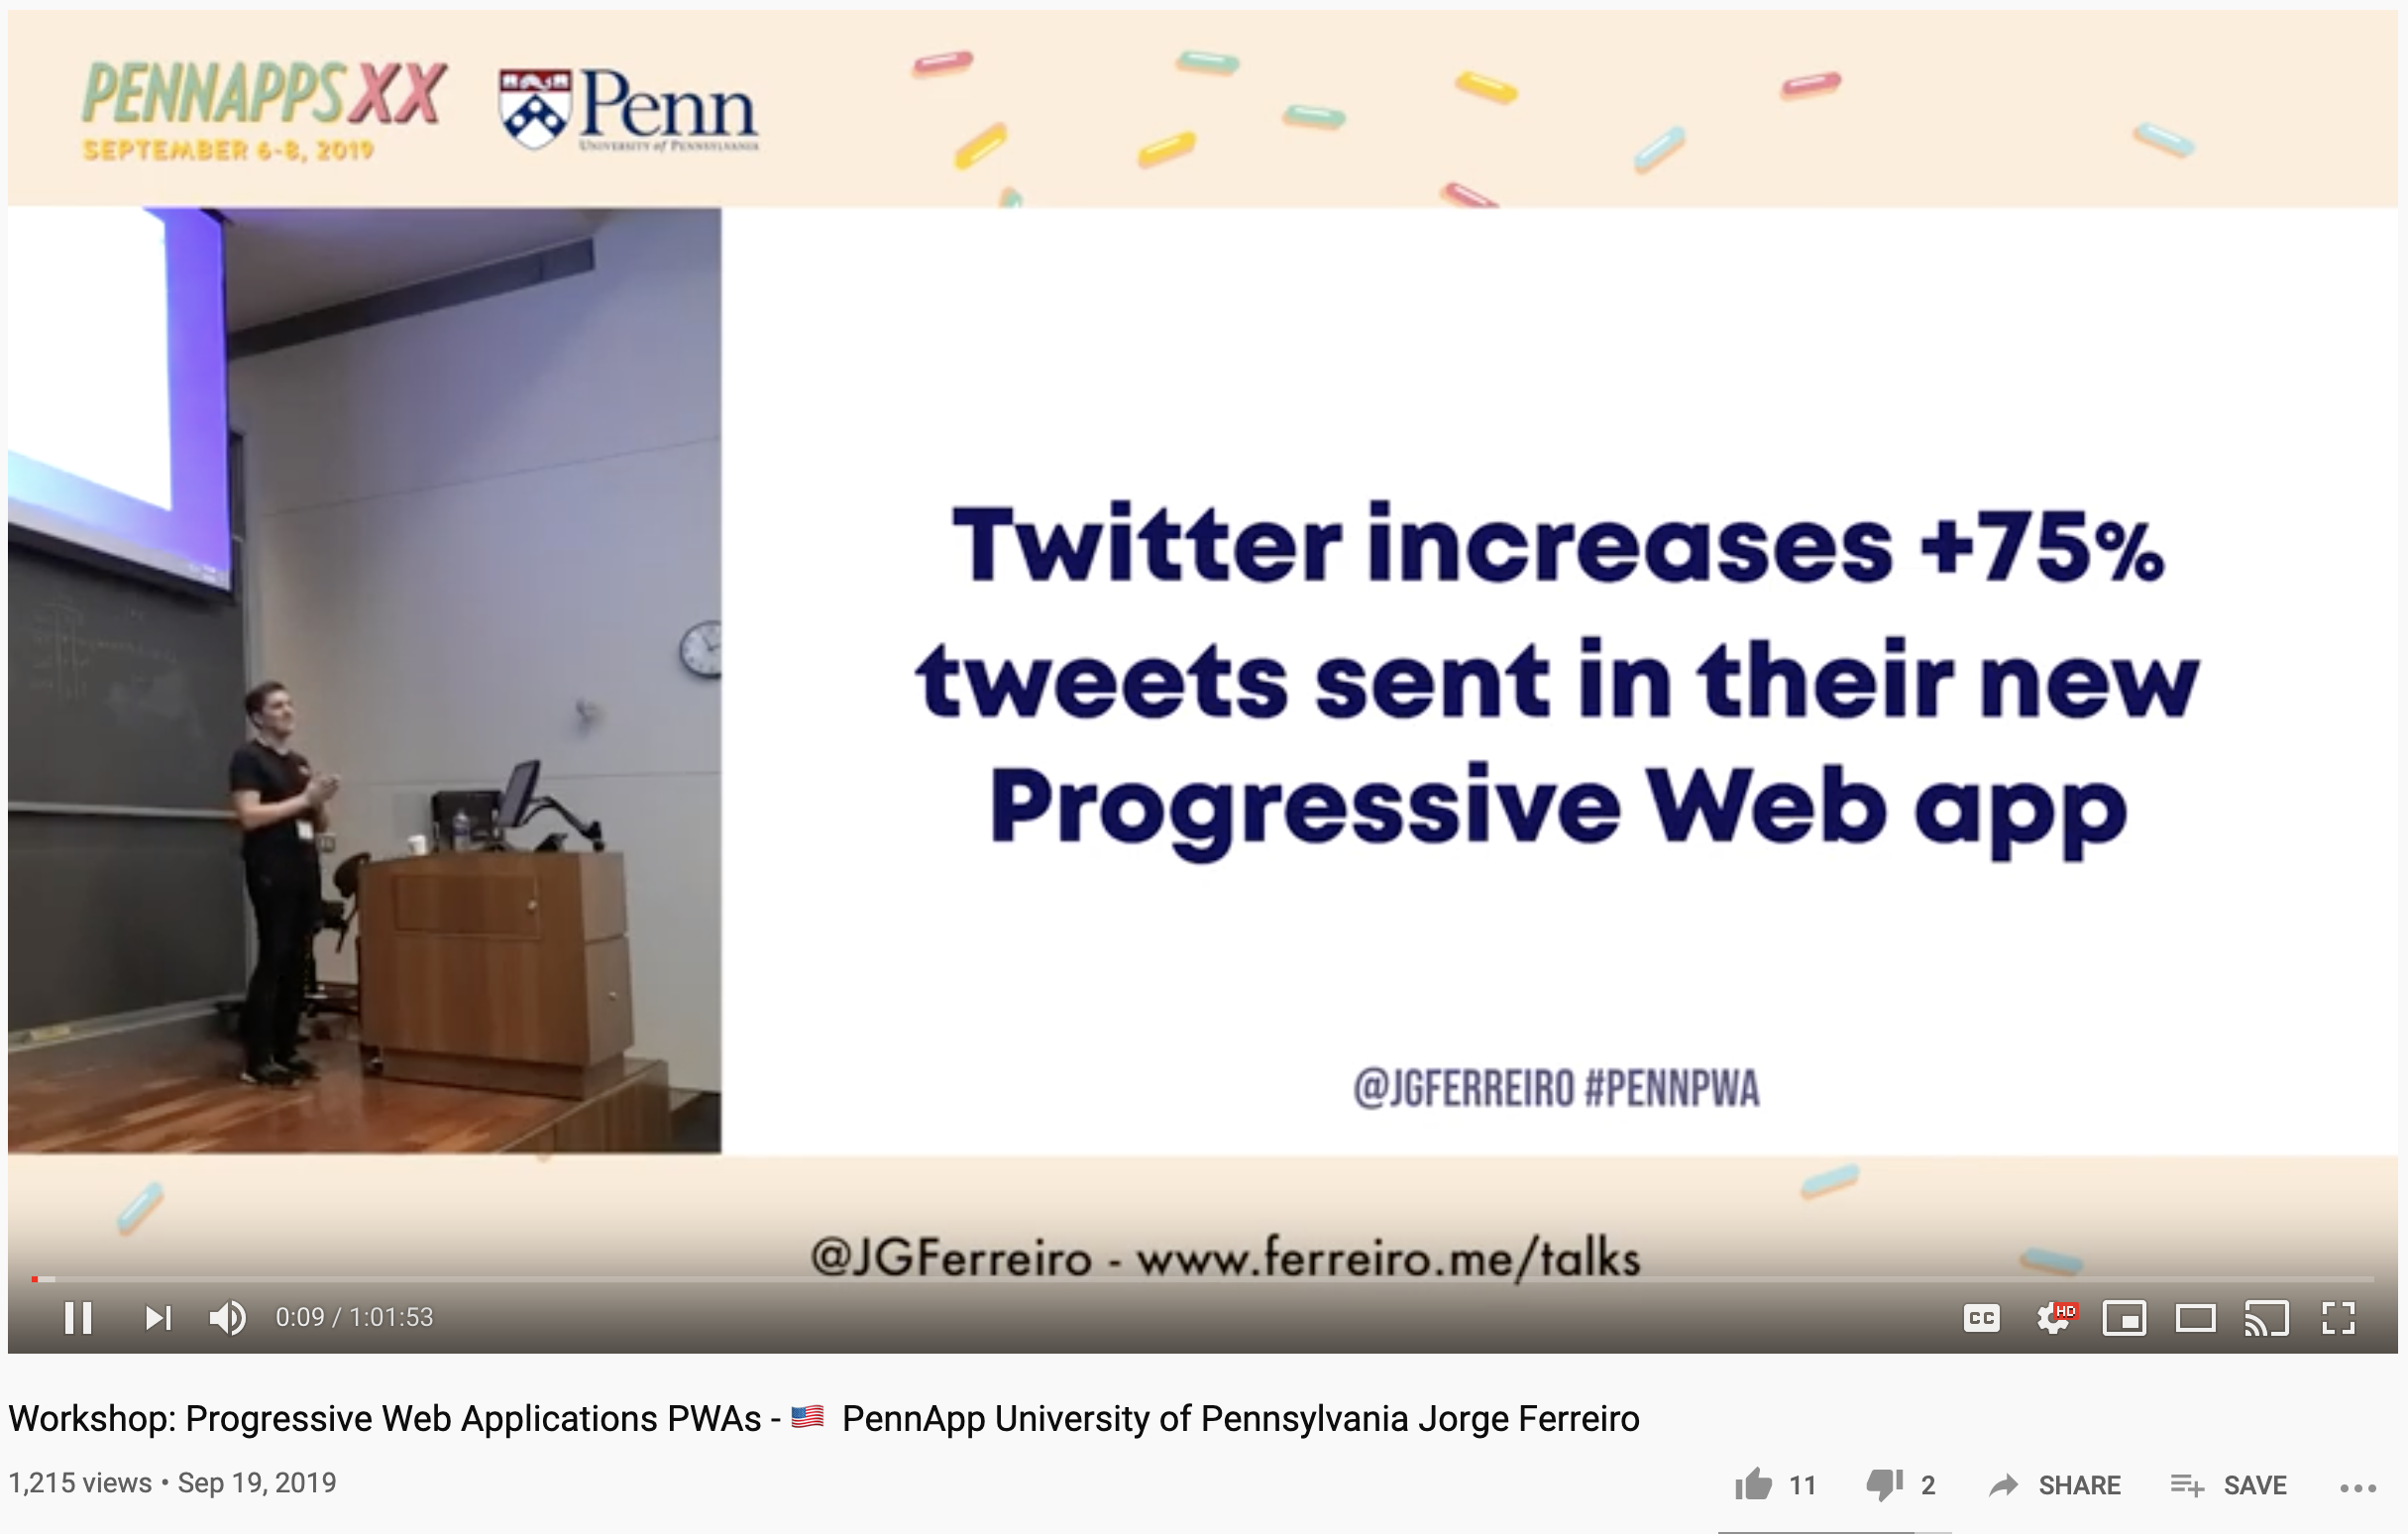 PENNAPPS XX
SEPTEMBER 6-8, 2019
Penn
UNIVERSITY of PENNSYLVANIA
Twitter increases +75%
tweets sent in their new
Progressive Web app
@JGFERREIRO #PENNPWA
@JGFerreiro - www.ferreiro.me/talks
0:09 / 1:01:53
CC
HD
Workshop: Progressive Web Applications PWAs - 🇺🇸 PennApp University of Pennsylvania Jorge Ferreiro
1,215 views • Sep 19, 2019
11
2
SHARE
SAVE